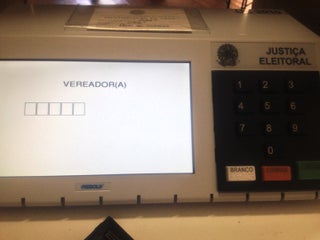 JUSTIÇA
ELEITORAL
VEREADOR(A)
1 2 3
4 5 6
7 8 9
0
BRANCO